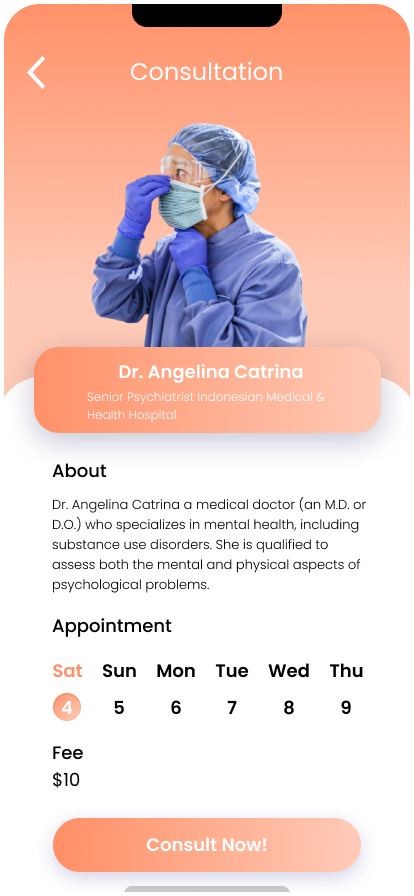 Consultation
Dr. Angelina Catrina
Senior Psychiatrist Indonesian Medical &
Health Hospital
About
Dr. Angelina Catrina a medical doctor (an M.D. or
D.O.) who specializes in mental health, including
substance use disorders. She is qualified to
assess both the mental and physical aspects of
psychological problems.
Appointment
Sat Sun Mon Tue Wed Thu
4 5 6 7 8 9
Fee
$10
Consult Now!